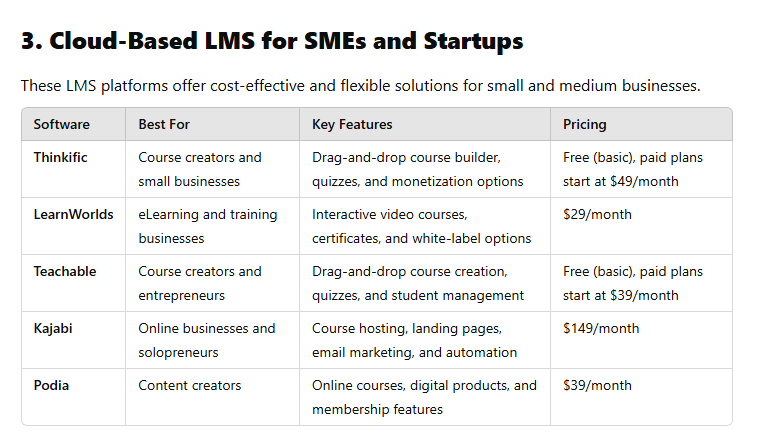 3. Cloud-Based LMS for SMEs and Startups
These LMS platforms offer cost-effective and flexible solutions for small and medium businesses.
Software Best For Key Features Pricing
Thinkific Course creators and Drag-and-drop course builder, Free (basic), paid plans
small businesses quizzes, and monetization options start at $49/month
LearnWorlds eLearning and training Interactive video courses, $29/month
businesses certificates, and white-label options
Teachable Course creators and Drag-and-drop course creation, Free (basic), paid plans
entrepreneurs quizzes, and student management start at $39/month
Kajabi Online businesses and Course hosting, landing pages, $149/month
solopreneurs email marketing, and automation
Podia Content creators Online courses, digital products, and $39/month
membership features